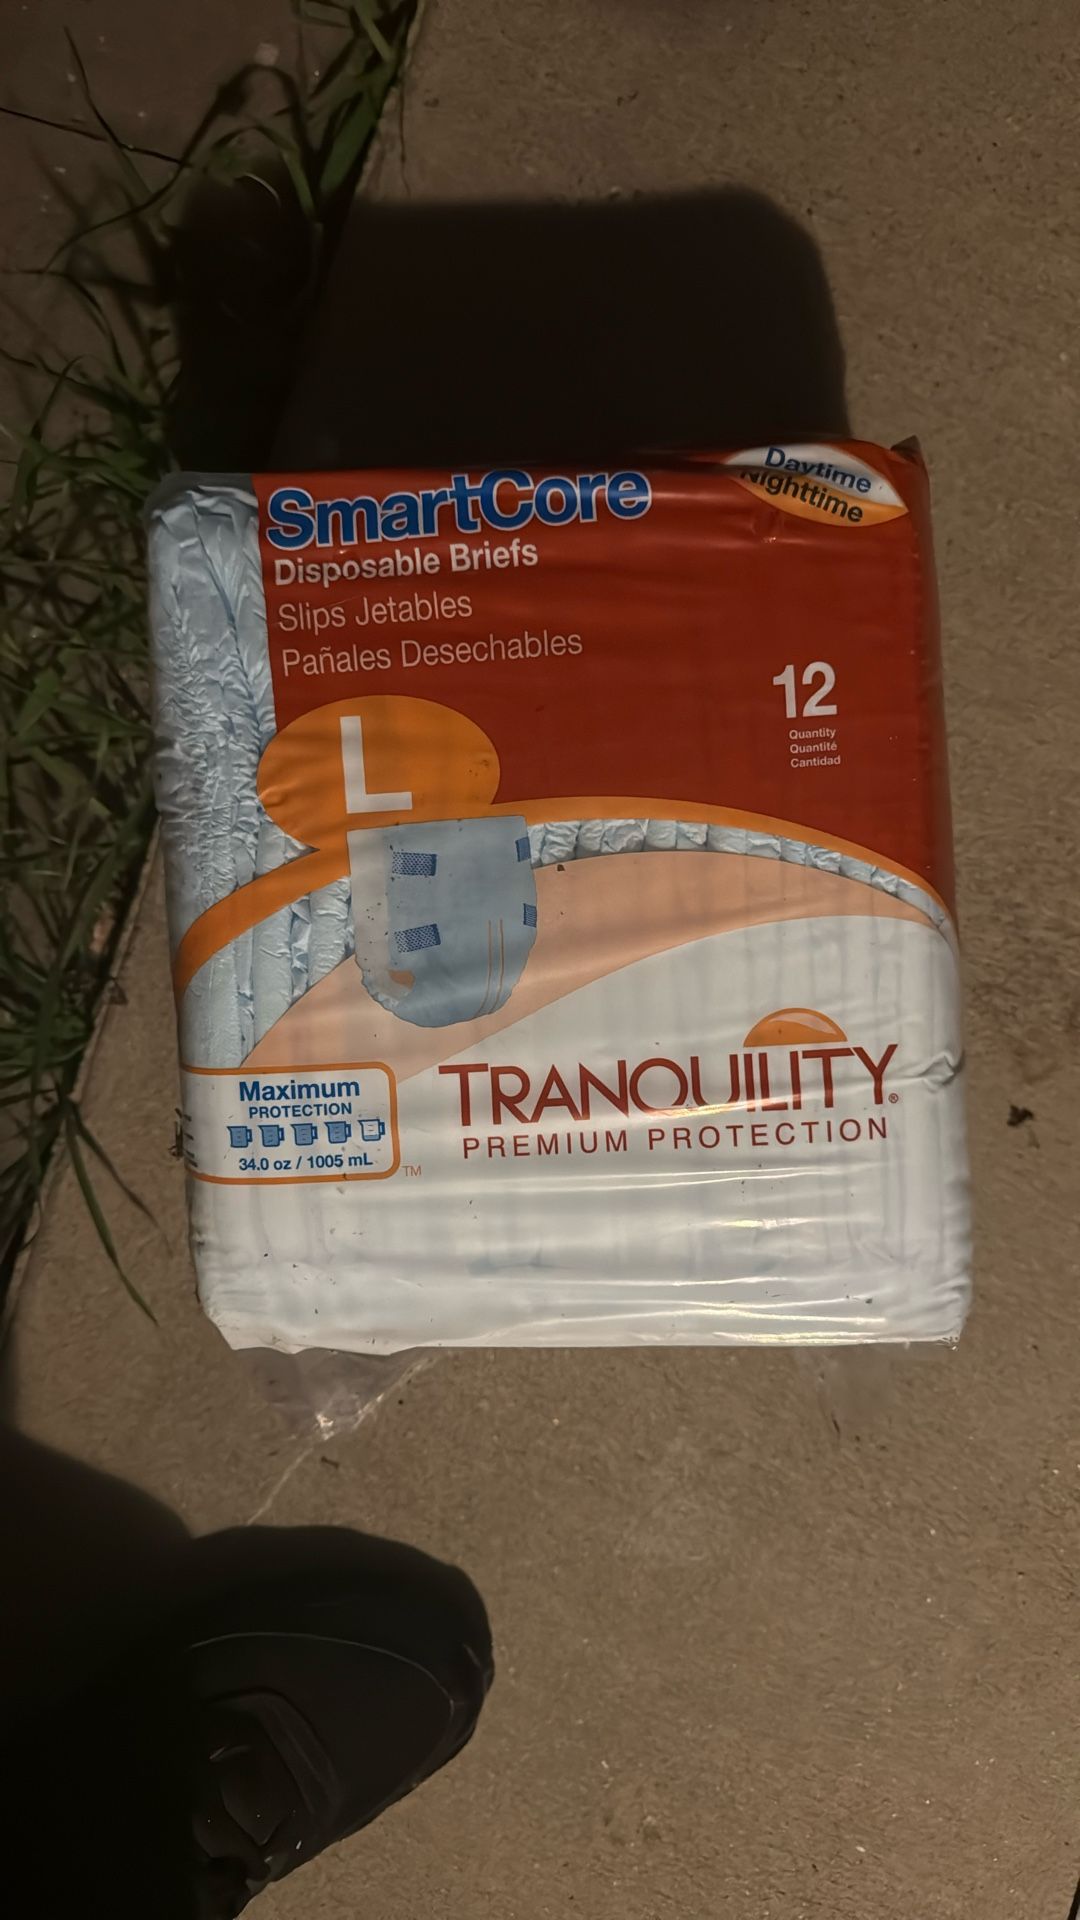 SmartCore
Daytime
Nighttime
Disposable Briefs
Slips Jetables
Pañales Desechables
12
Quantity
Quantité
Cantidad
L
TRANQUILITY®
PREMIUM PROTECTION
Maximum
PROTECTION
34.0 oz / 1005 mL
TM